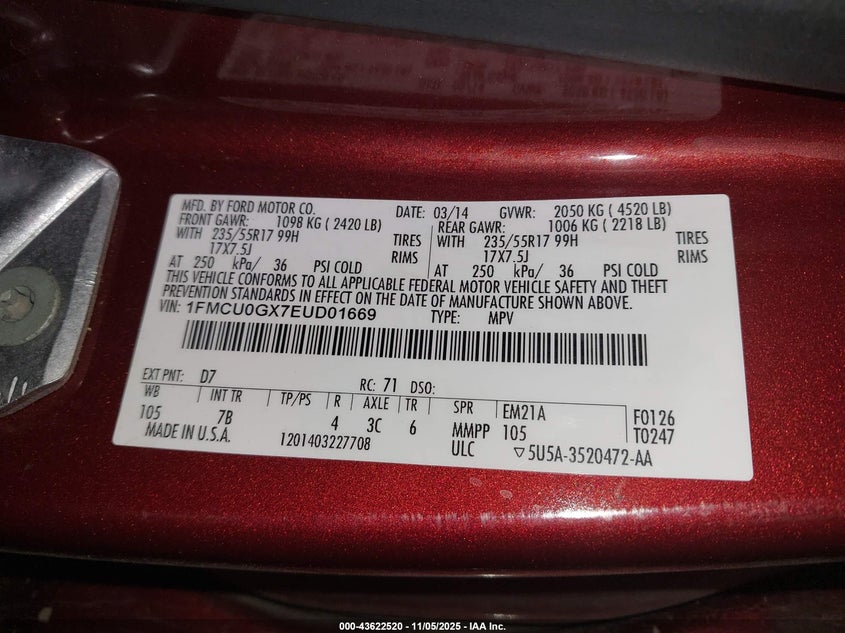 MFD. BY FORD MOTOR CO. DATE: 03/14 GVWR: 2050 KG ( 4520 LB)
FRONT GAWR: 1098 KG ( 2420 LB) REAR GAWR: 1006 KG ( 2218 LB)
WITH 235/55R17 99H TIRES WITH 235/55R17 99H TIRES
17X7.5J RIMS 17X7.5J RIMS
AT 250 kPa/ 36 PSI COLD AT 250 kPa/ 36 PSI COLD
THIS VEHICLE CONFORMS TO ALL APPLICABLE FEDERAL MOTOR VEHICLE SAFETY AND THEFT
PREVENTION STANDARDS IN EFFECT ON THE DATE OF MANUFACTURE SHOWN ABOVE.
VIN: 1FMCU0GX7EUD01669 TYPE: MPV
EXT PNT: D7 RC: 71 DSO:
WB INT TR TP/PS R AXLE TR SPR EM21A F0126
105 7B 4 3C 6 MMPP 105 T0247
MADE IN U.S.A. 1201403227708 ULC ▽5U5A-3520472-AA
000-43622520 - 11/05/2025 - IAA Inc.